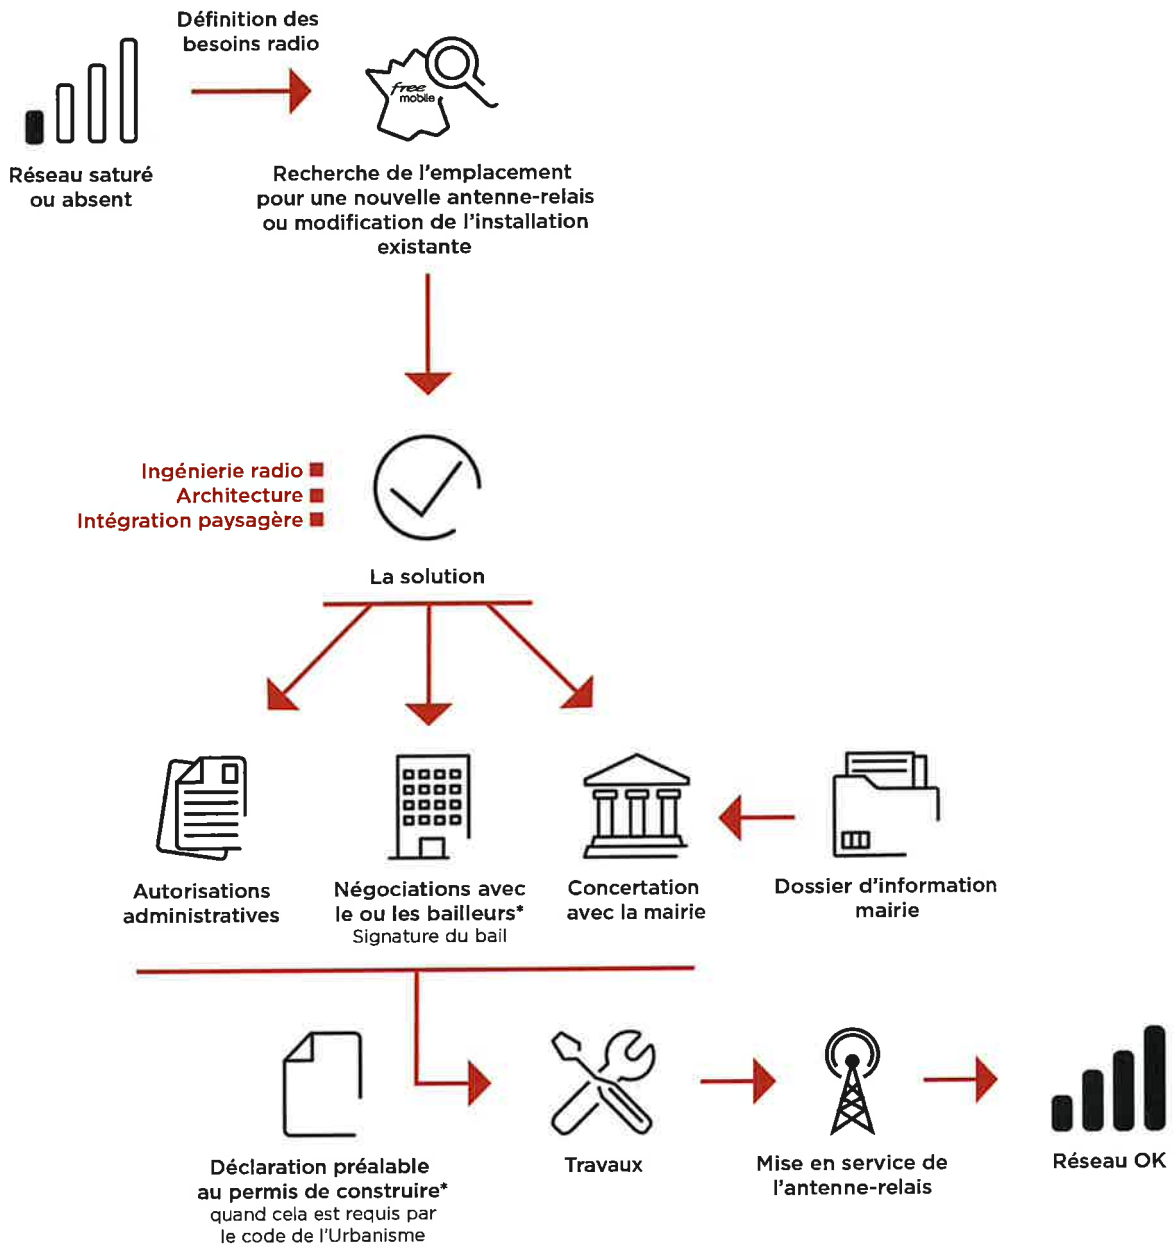 Définition des
besoins radio
free
mobile
Réseau saturé
ou absent
Recherche de l'emplacement
pour une nouvelle antenne-relais
ou modification de l'installation
existante
Ingénierie radio
Architecture
Intégration paysagère
La solution
Autorisations
administratives
Négociations avec
le ou les bailleurs*
Signature du bail
Concertation
avec la mairie
Dossier d'information
mairie
Déclaration préalable
au permis de construire*
quand cela est requis par
le code de l'Urbanisme
Travaux
Mise en service de
l'antenne-relais
Réseau OK